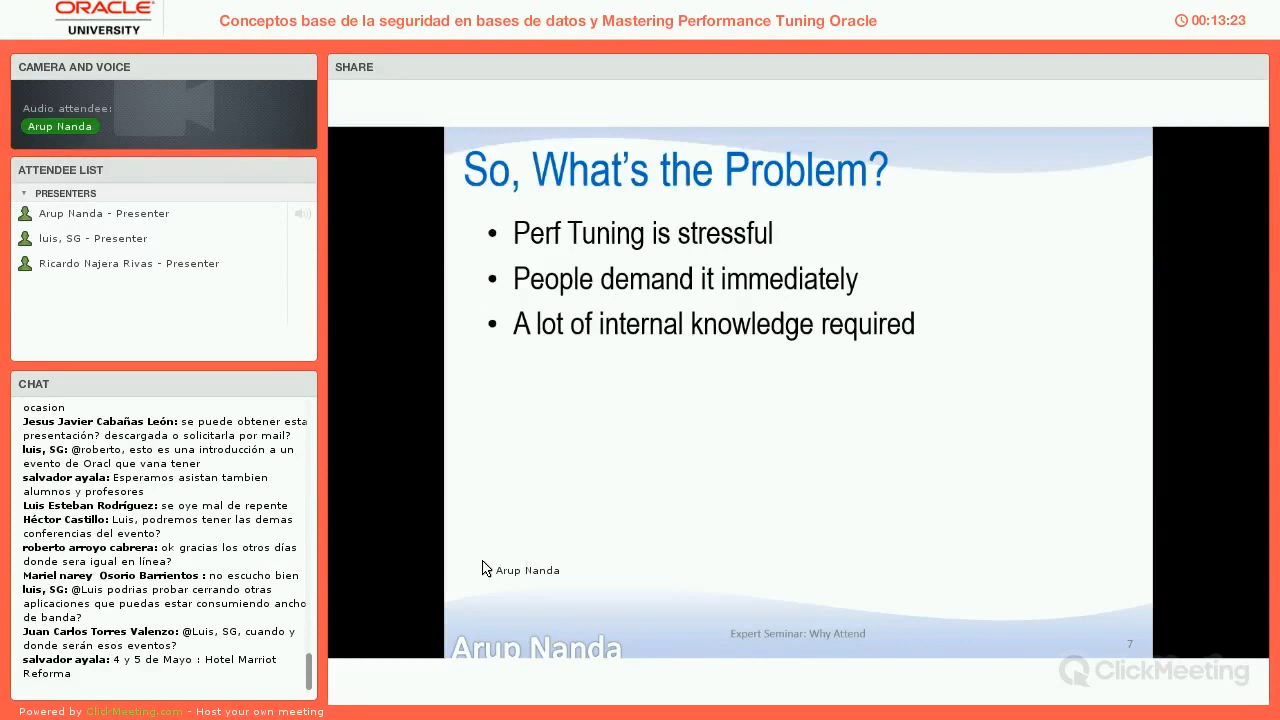 ORACLE
UNIVERSITY
Conceptos base de la seguridad en bases de datos y Mastering Performance Tuning Oracle
00:13:23
CAMERA AND VOICE
Audio attendee:
Arup Nanda
ATTENDEE LIST
PRESENTERS
Arup Nanda - Presenter
luis, SG - Presenter
Ricardo Najera Rivas - Presenter
CHAT
ocasion
Jesus Javier Cabañas León: se puede obtener esta
presentación? descargada o solicitarla por mail?
luis, SG: @roberto, esto es una introducción a un
evento de Oracl que vana tener
salvador ayala: Esperamos asistan tambien
alumnos y profesores
Luis Esteban Rodríguez: se oye mal de repente
Héctor Castillo: Luis, podremos tener las demas
conferencias del evento?
roberto arroyo cabrera: ok gracias los otros días
donde sera igual en línea?
Mariel narey Osorio Barrientos : no escucho bien
luis, SG: @Luis podrias probar cerrando otras
aplicaciones que puedas estar consumiendo ancho
de banda?
Juan Carlos Torres Valenzo: @Luis, SG, cuando y
donde serán esos eventos?
salvador ayala: 4 y 5 de Mayo : Hotel Marriot
Reforma
SHARE
So, What's the Problem?
• Perf Tuning is stressful
• People demand it immediately
• A lot of internal knowledge required
Arup Nanda
Arup Nanda
Expert Seminar: Why Attend
7
ClickMeeting
Powered by ClickMeeting.com - Host your own meeting